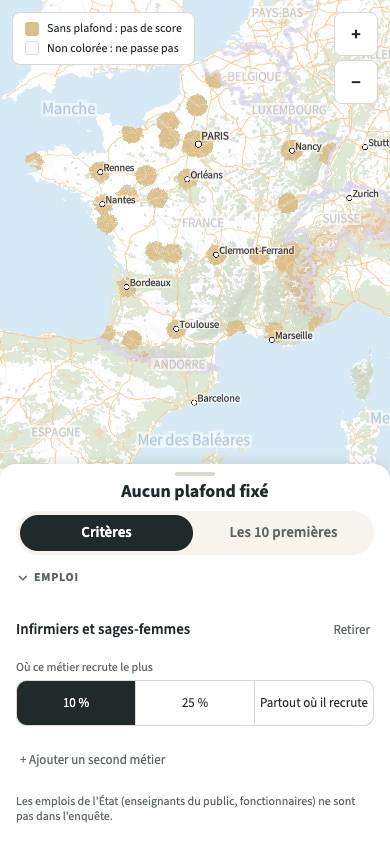 Sans plafond : pas de score
Non colorée : ne passe pas
+
−
PAYS-BAS
BELGIQUE
Manche
LUXEMBOURG
PARIS
Nancy
Stutt
Rennes
Orléans
Nantes
Zurich
FRANCE
SUISSE
Clermont-Ferrand
Bordeaux
Toulouse
Marseille
ANDORRE
Barcelone
ESPAGNE
Mer des Baléares
Me
Aucun plafond fixé
Critères
Les 10 premières
EMPLOI
Infirmiers et sages-femmes
Retirer
Où ce métier recrute le plus
10 %
25 %
Partout où il recrute
+ Ajouter un second métier
Les emplois de l'État (enseignants du public, fonctionnaires) ne sont
pas dans l'enquête.